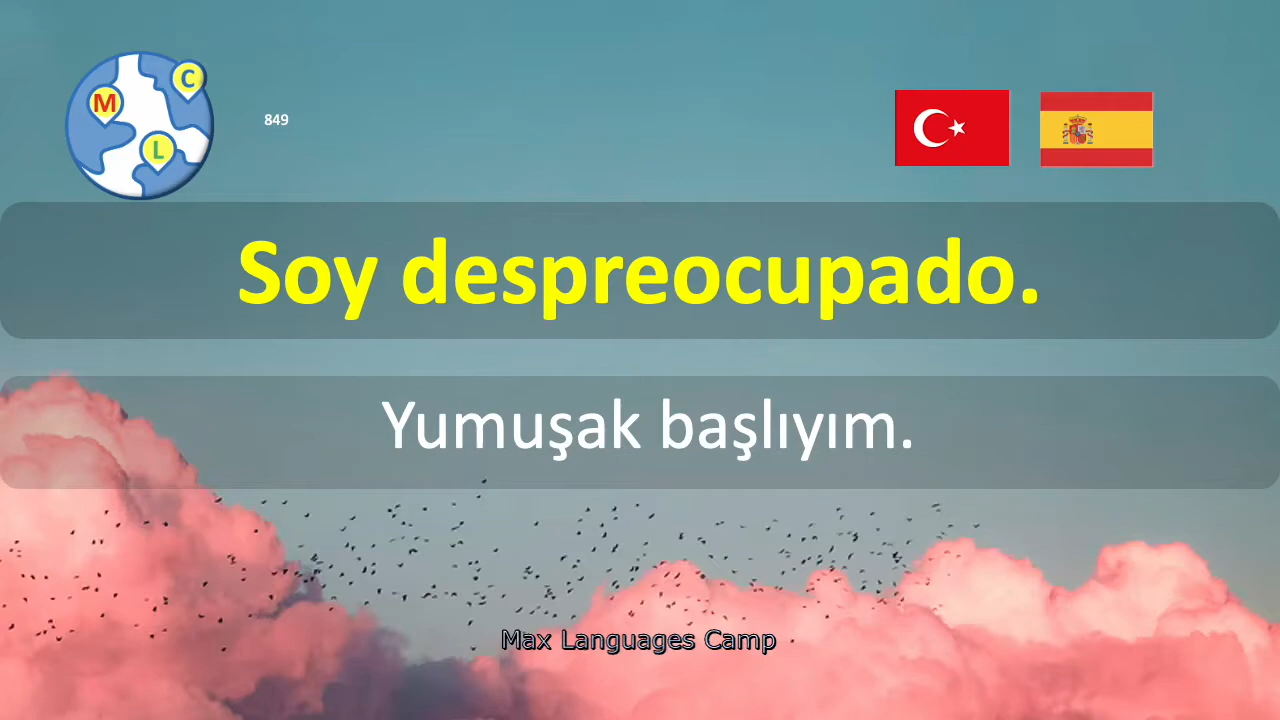 C
M
L
849
Soy despreocupado.
Yumuşak başlıyım.
Max Languages Camp